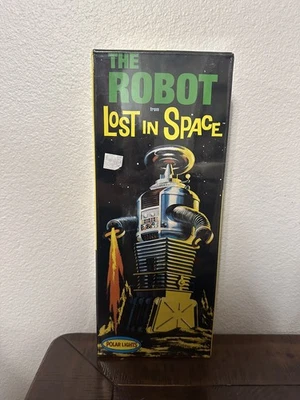 THE
ROBOT
from
LOST IN SPACE
POLAR LIGHTS